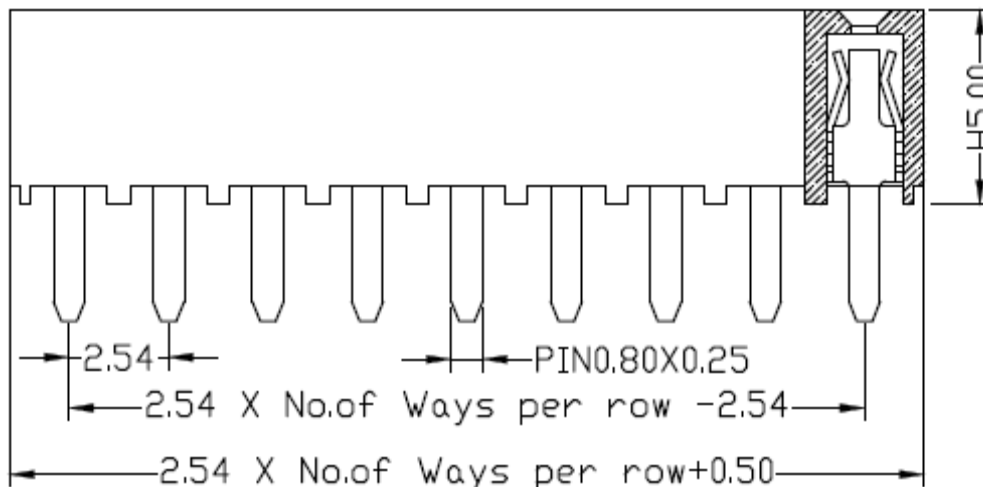 H5.00
2.54
PIN0.80X0.25
2.54 X No.of Ways per row -2.54
2.54 X No.of Ways per row+0.50